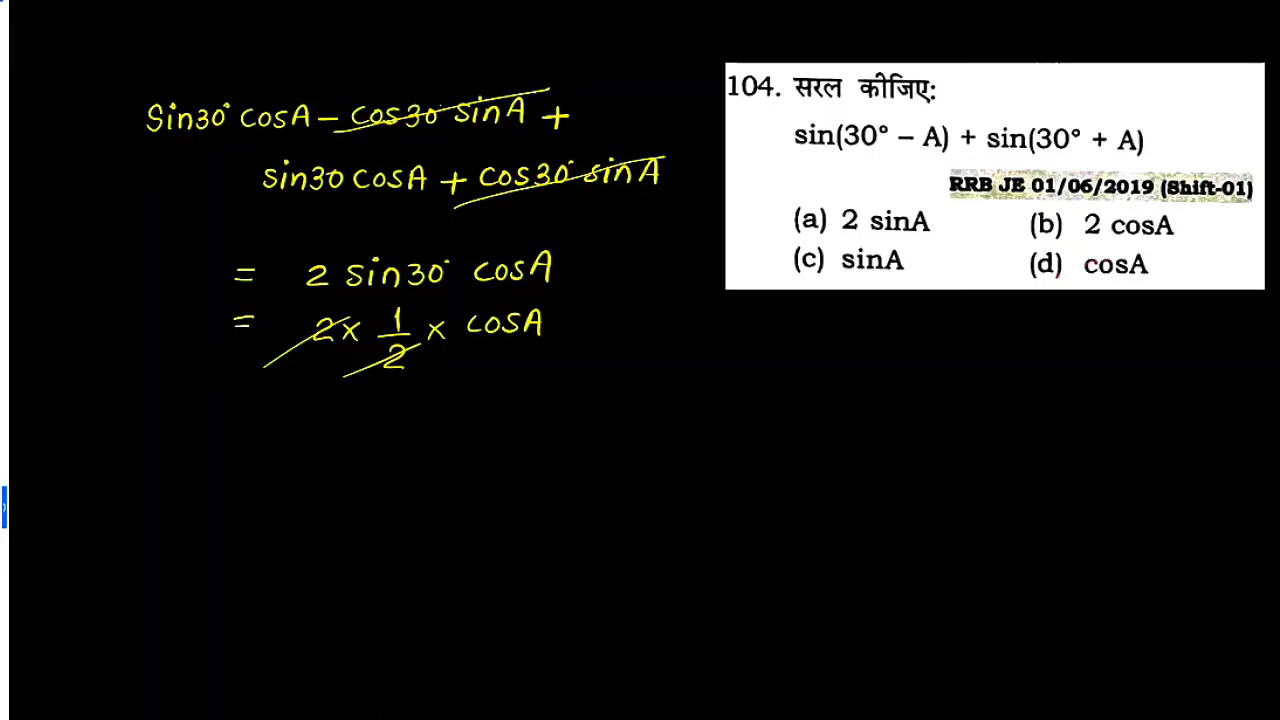 Sin30° cosA – cos30° sinA +
sin30 cosA + cos30° sinA
= 2 sin30° cosA
= 2 × 1/2 × cosA
104. सरल कीजिए:
sin(30° – A) + sin(30° + A)
RRB JE 01/06/2019 (Shift-01)
(a) 2 sinA (b) 2 cosA
(c) sinA (d) cosA